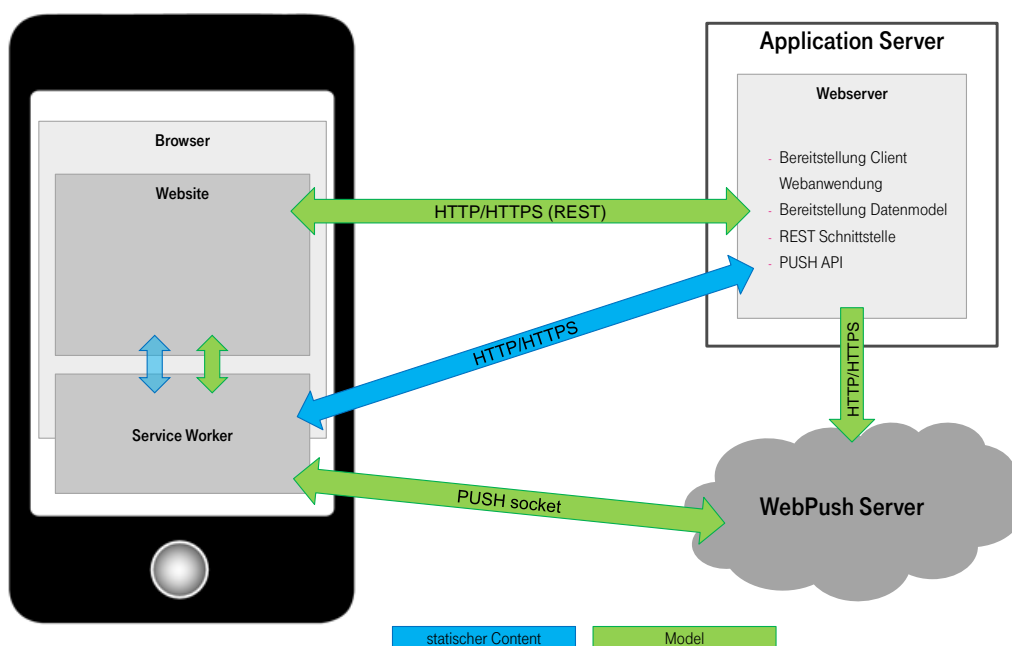 Application Server
Webserver
- Bereitstellung Client
Webanwendung
- Bereitstellung Datenmodel
- REST Schnittstelle
- PUSH API
Browser
Website
HTTP/HTTPS (REST)
HTTP/HTTPS
HTTP/HTTPS
Service Worker
PUSH socket
WebPush Server
statischer Content
Model